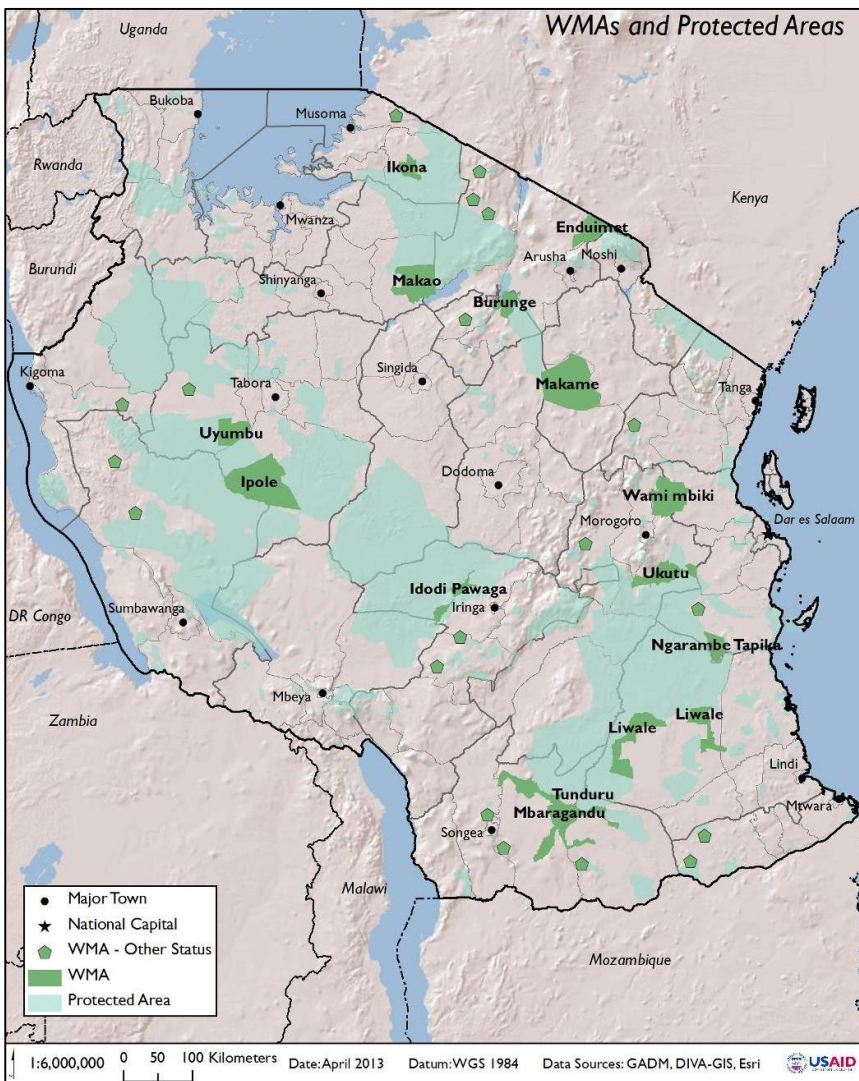 WMAs and Protected Areas
Uganda
Bukoba
Musoma
Rwanda
Ikona
Kenya
Mwanza
Enduimet
Burundi
Arusha
Moshi
Shinyanga
Makao
Burunge
Kigoma
Singida
Makame
Tabora
Tanga
Uyumbu
Dodoma
Ipole
Wami mbiki
Morogoro
Dar es Salaam
Ukutu
Idodi Pawaga
Iringa
DR Congo
Sumbawanga
Ngarambe Tapika
Mbeya
Zambia
Liwale
Liwale
Lindi
Tunduru
Mbaragandu
Mtwara
Songea
Malawi
Mozambique
Major Town
National Capital
WMA - Other Status
WMA
Protected Area
1:6,000,000
0 50 100 Kilometers
Date:April 2013
Datum:WGS 1984
Data Sources: GADM, DIVA-GIS, Esri
USAID